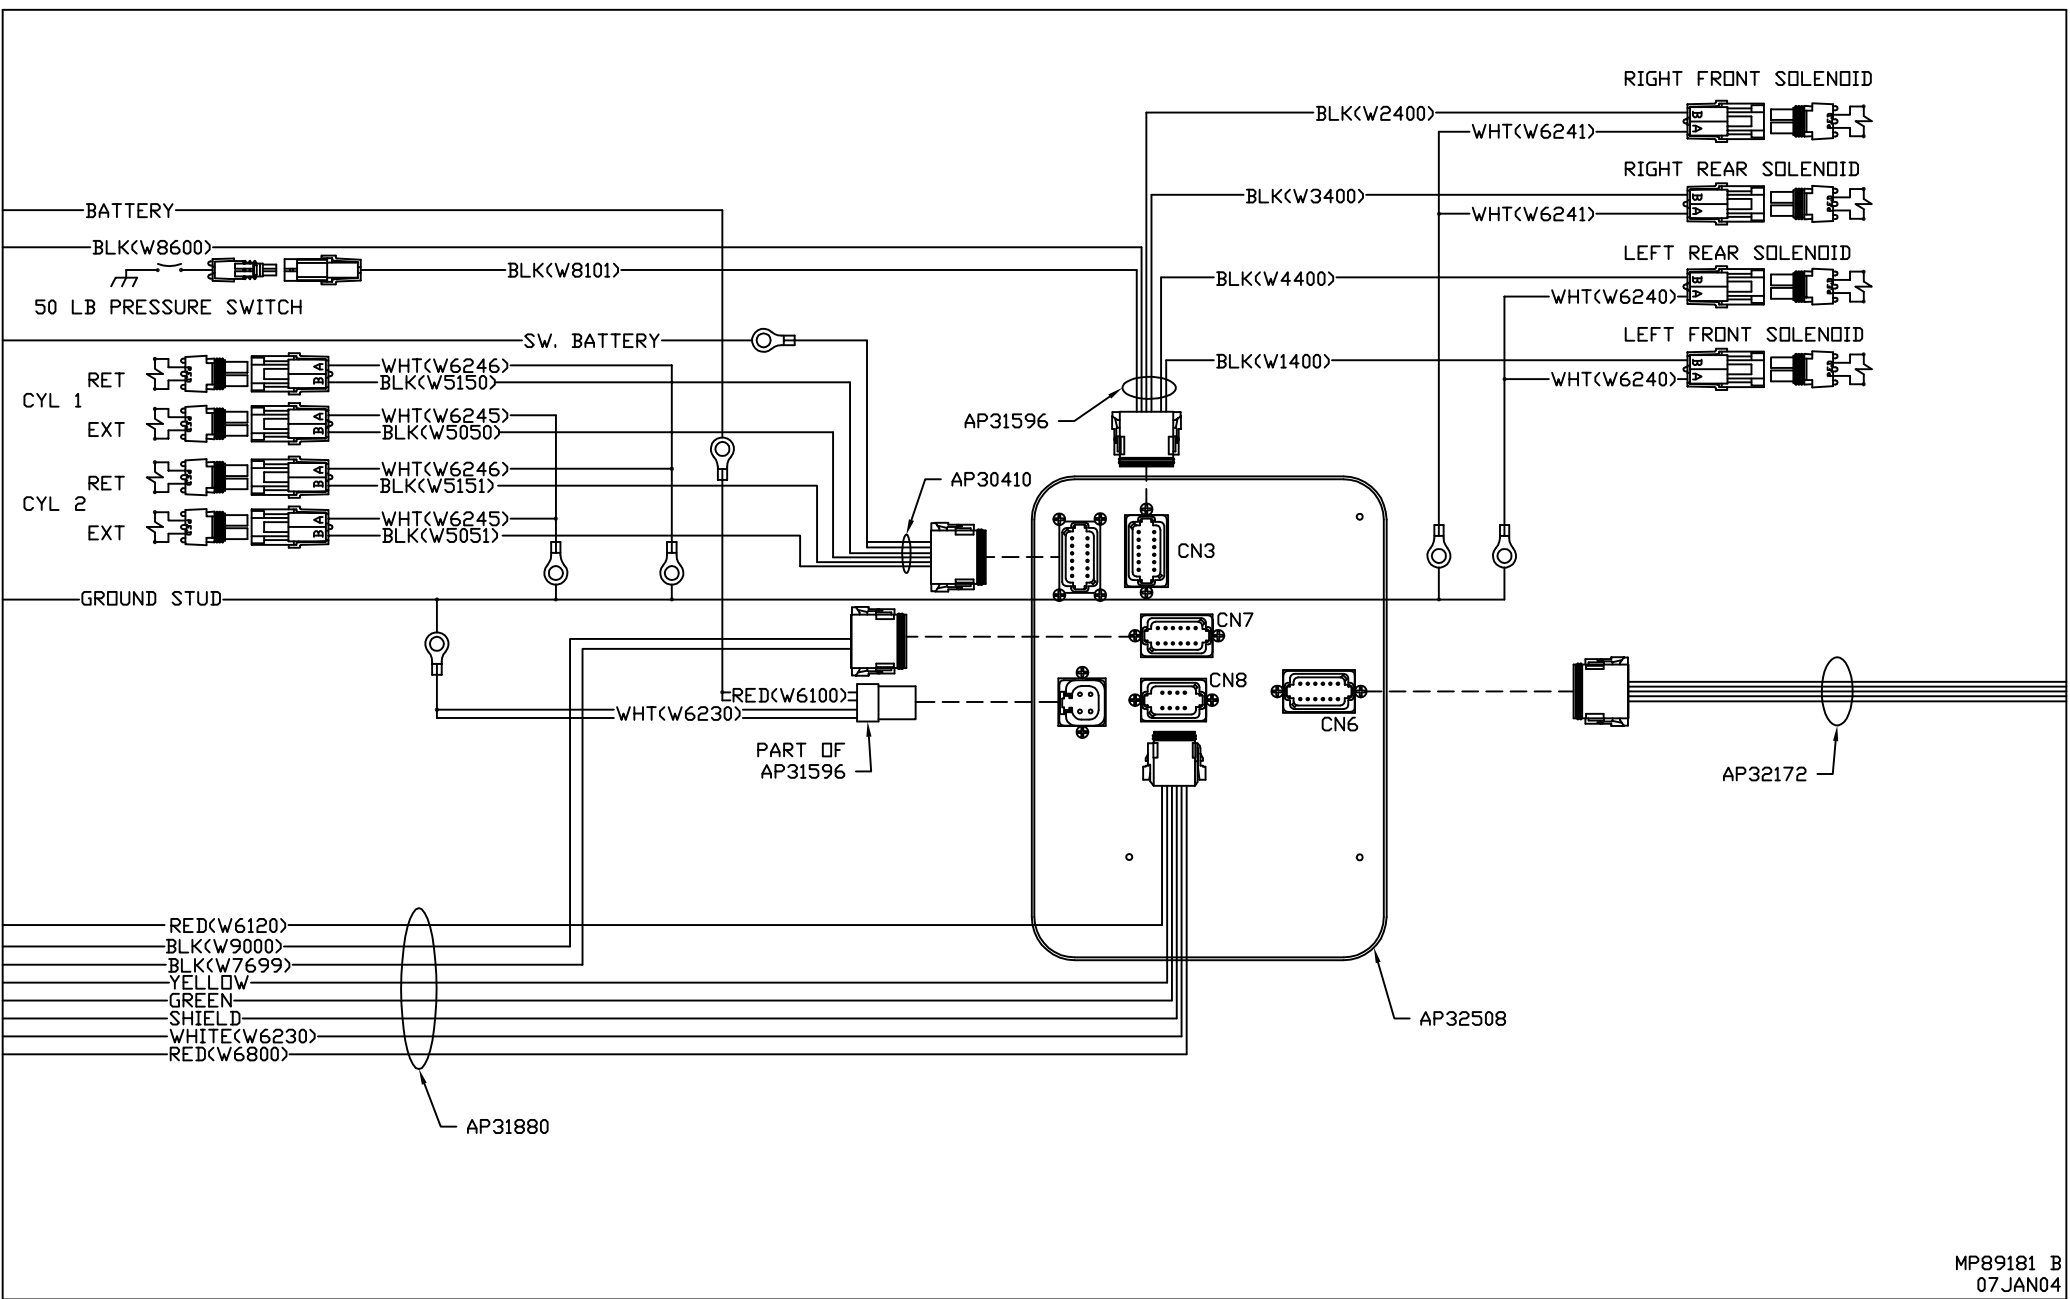 RIGHT FRONT SOLENOID
BLK(W2400)
WHT(W6241)
B
A
RIGHT REAR SOLENOID
BLK(W3400)
WHT(W6241)
B
A
BATTERY
BLK(W8600)
BLK(W8101)
50 LB PRESSURE SWITCH
LEFT REAR SOLENOID
BLK(W4400)
WHT(W6240)
B
A
LEFT FRONT SOLENOID
BLK(W1400)
WHT(W6240)
B
A
SW. BATTERY
CYL 1
RET
A
B
WHT(W6246)
BLK(W5150)
EXT
A
B
WHT(W6245)
BLK(W5050)
CYL 2
RET
A
B
WHT(W6246)
BLK(W5151)
EXT
A
B
WHT(W6245)
BLK(W5051)
AP31596
AP30410
CN3
GROUND STUD
CN7
CN8
CN6
RED(W6100)
WHT(W6230)
PART OF
AP31596
AP32172
RED(W6120)
BLK(W9000)
BLK(W7699)
YELLOW
GREEN
SHIELD
WHITE(W6230)
RED(W6800)
AP32508
AP31880
MP89181 B
07JAN04